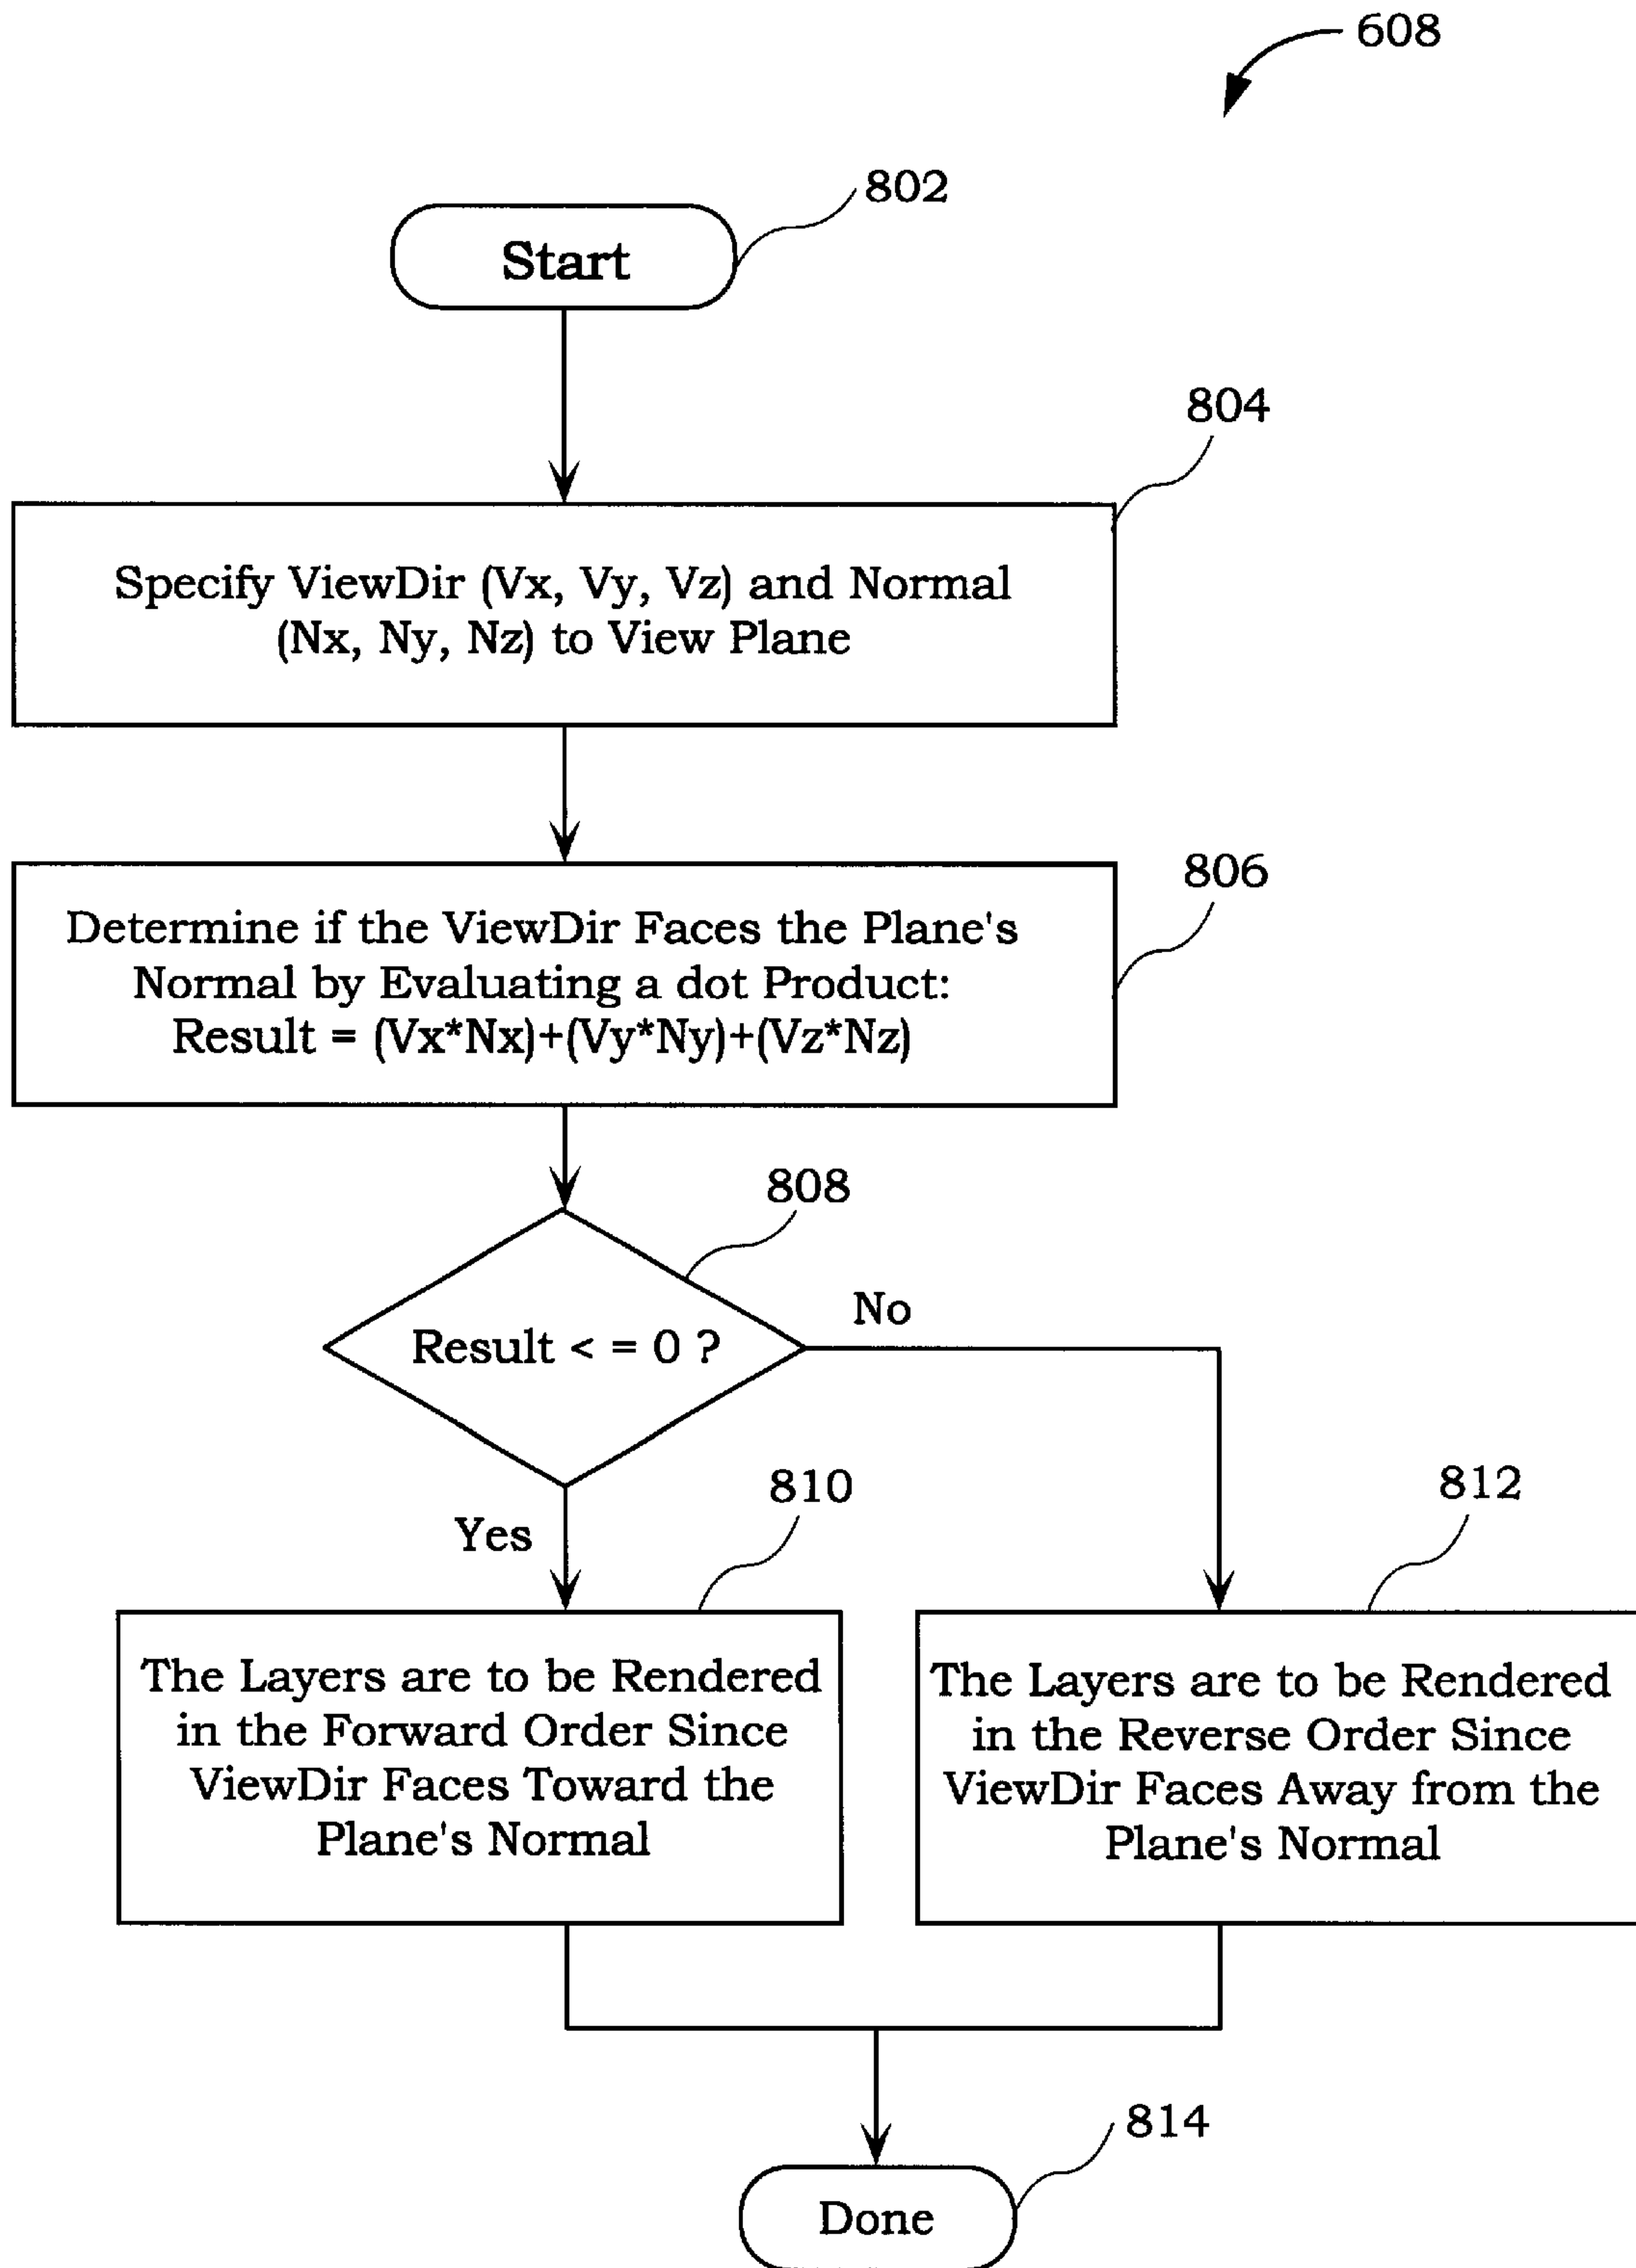 608
802
Start
804
Specify ViewDir (Vx, Vy, Vz) and Normal
(Nx, Ny, Nz) to View Plane
806
Determine if the ViewDir Faces the Plane's
Normal by Evaluating a dot Product:
Result = (Vx*Nx)+(Vy*Ny)+(Vz*Nz)
808
Result < = 0 ?
No
Yes
810
The Layers are to be Rendered
in the Forward Order Since
ViewDir Faces Toward the
Plane's Normal
812
The Layers are to be Rendered
in the Reverse Order Since
ViewDir Faces Away from the
Plane's Normal
814
Done